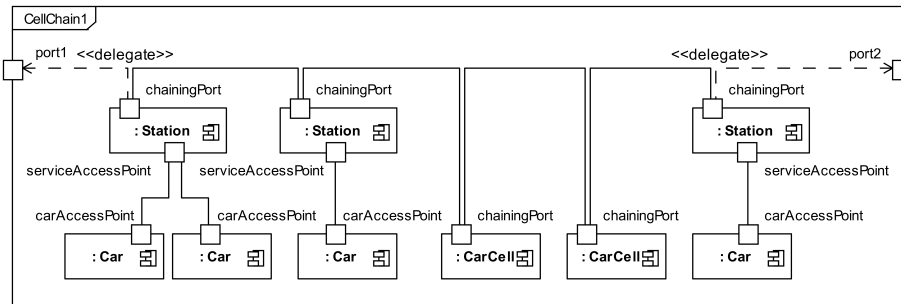 CellChain1
port1 <<delegate>> <<delegate>> port2
chainingPort chainingPort chainingPort
: Station : Station : Station
serviceAccessPoint serviceAccessPoint serviceAccessPoint
carAccessPoint carAccessPoint carAccessPoint chainingPort chainingPort carAccessPoint
: Car : Car : Car : CarCell : CarCell : Car